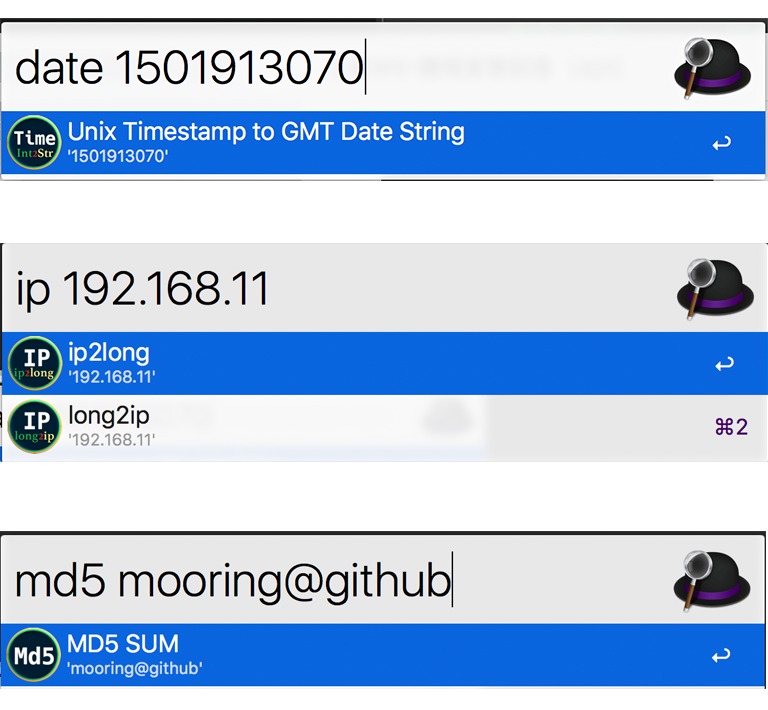 date 1501913070
Time
Int2Str
Unix Timestamp to GMT Date String
'1501913070'
ip 192.168.11
IP
ip2long
ip2long
'192.168.11'
IP
long2ip
long2ip
'192.168.11'
⌘2
md5 mooring@github
Md5
MD5 SUM
'mooring@github'